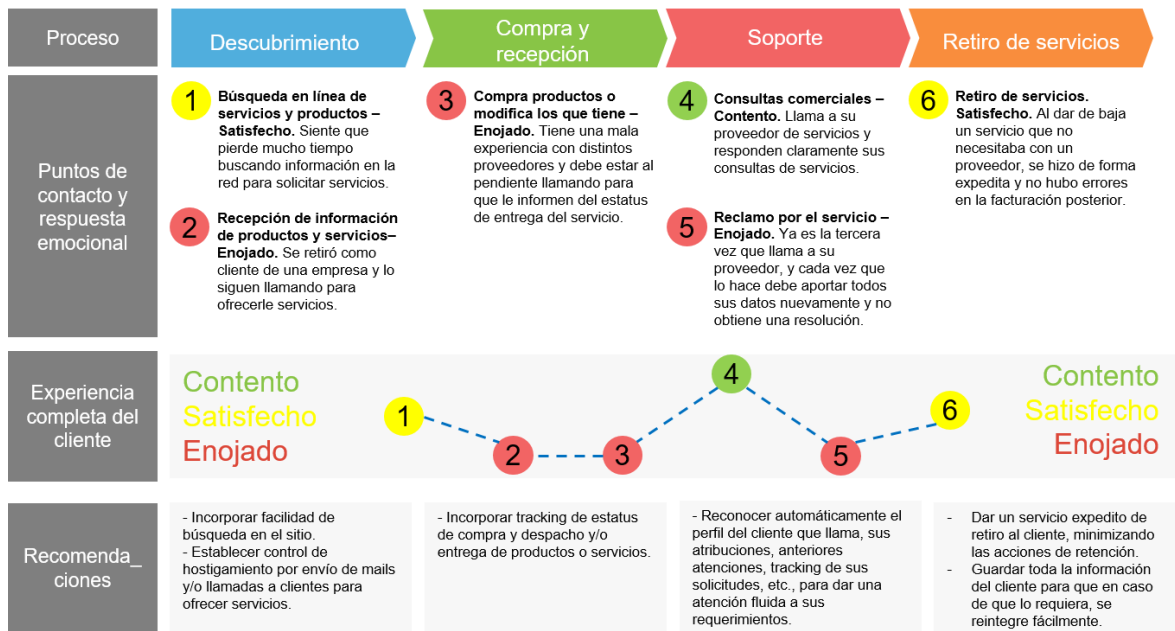 Proceso
Descubrimiento
Compra y
recepción
Soporte
Retiro de servicios
Puntos de
contacto y
respuesta
emocional
1
Búsqueda en línea de
servicios y productos –
Satisfecho. Siente que
pierde mucho tiempo
buscando información en la
red para solicitar servicios.
2
Recepción de información
de productos y servicios–
Enojado. Se retiró como
cliente de una empresa y lo
siguen llamando para
ofrecerle servicios.
3
Compra productos o
modifica los que tiene –
Enojado. Tiene una mala
experiencia con distintos
proveedores y debe estar al
pendiente llamando para
que le informen del estatus
de entrega del servicio.
4
Consultas comerciales –
Contento. Llama a su
proveedor de servicios y
responden claramente sus
consultas de servicios.
5
Reclamo por el servicio –
Enojado. Ya es la tercera
vez que llama a su
proveedor, y cada vez que
lo hace debe aportar todos
sus datos nuevamente y no
obtiene una resolución.
6
Retiro de servicios.
Satisfecho. Al dar de baja
un servicio que no
necesitaba con un
proveedor, se hizo de forma
expedita y no hubo errores
en la facturación posterior.
Experiencia
completa del
cliente
Contento
Satisfecho
Enojado
1
2
3
4
5
6
Contento
Satisfecho
Enojado
Recomenda_
ciones
- Incorporar facilidad de
búsqueda en el sitio.
- Establecer control de
hostigamiento por envío de mails
y/o llamadas a clientes para
ofrecer servicios.
- Incorporar tracking de estatus
de compra y despacho y/o
entrega de productos o servicios.
- Reconocer automáticamente el
perfil del cliente que llama, sus
atribuciones, anteriores
atenciones, tracking de sus
solicitudes, etc., para dar una
atención fluida a sus
requerimientos.
- Dar un servicio expedito de
retiro al cliente, minimizando
las acciones de retención.
- Guardar toda la información
del cliente para que en caso
de que lo requiera, se
reintegre fácilmente.